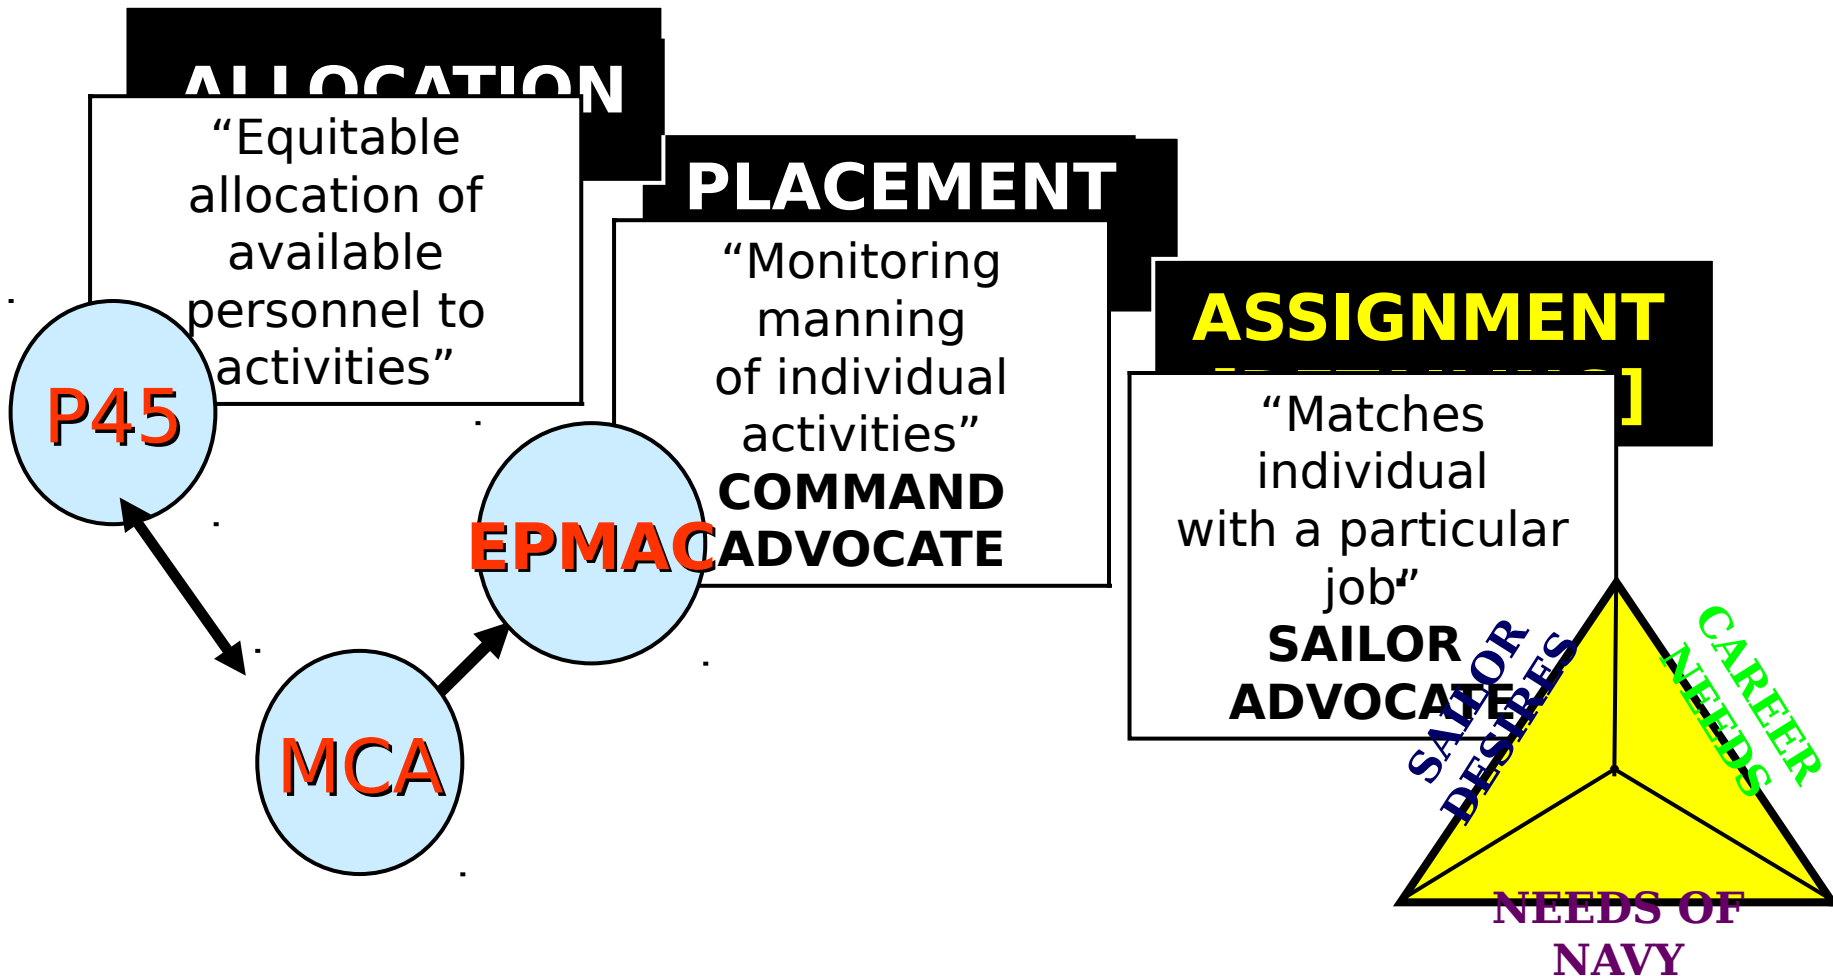 ALLOCATION
“Equitable
allocation of
available
personnel to
activities”
P45
PLACEMENT
“Monitoring
manning
of individual
activities”
COMMAND
ADVOCATE
EPMAC
MCA
ASSIGNMENT
“Matches
individual
with a particular
job”
SAILOR
ADVOCATE
SAILOR
DESIRES
CAREER
NEEDS
NEEDS OF
NAVY